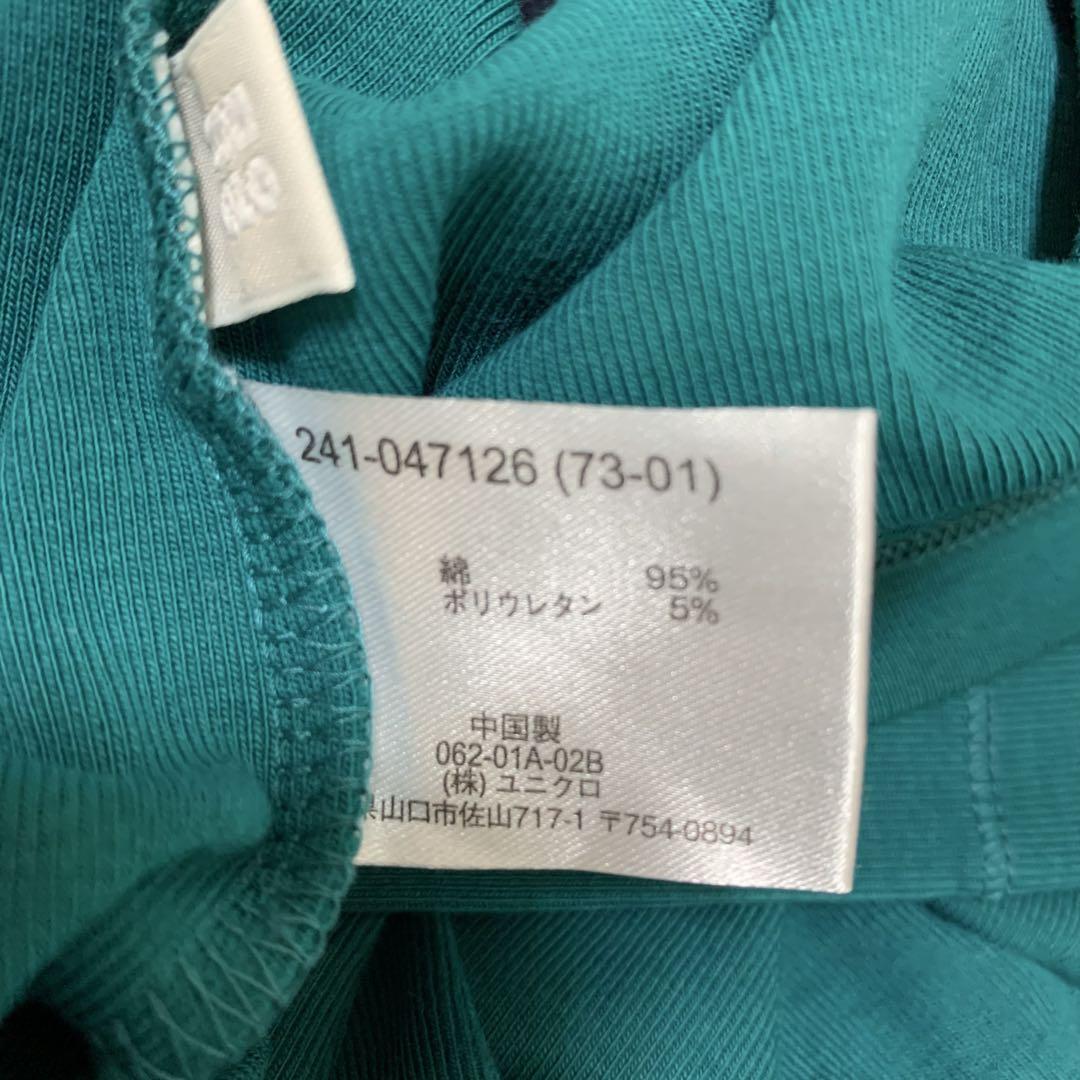 241-047126 (73-01)
綿 95%
ポリウレタン 5%
中国製
062-01A-02B
(株) ユニクロ
県山口市佐山717-1 〒754-0894